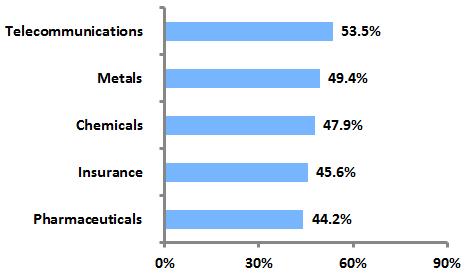 Telecommunications 53.5%
Metals 49.4%
Chemicals 47.9%
Insurance 45.6%
Pharmaceuticals 44.2%
0% 30% 60% 90%